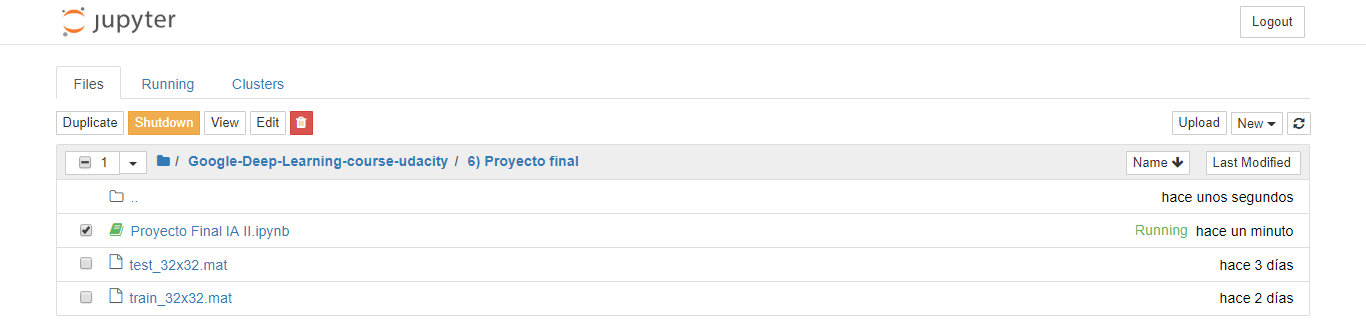 jupyter Logout
Files Running Clusters
Duplicate Shutdown View Edit Upload New
1 / Google-Deep-Learning-course-udacity / 6) Proyecto final Name Last Modified
.. hace unos segundos
Proyecto Final IA II.ipynb Running hace un minuto
test_32x32.mat hace 3 días
train_32x32.mat hace 2 días